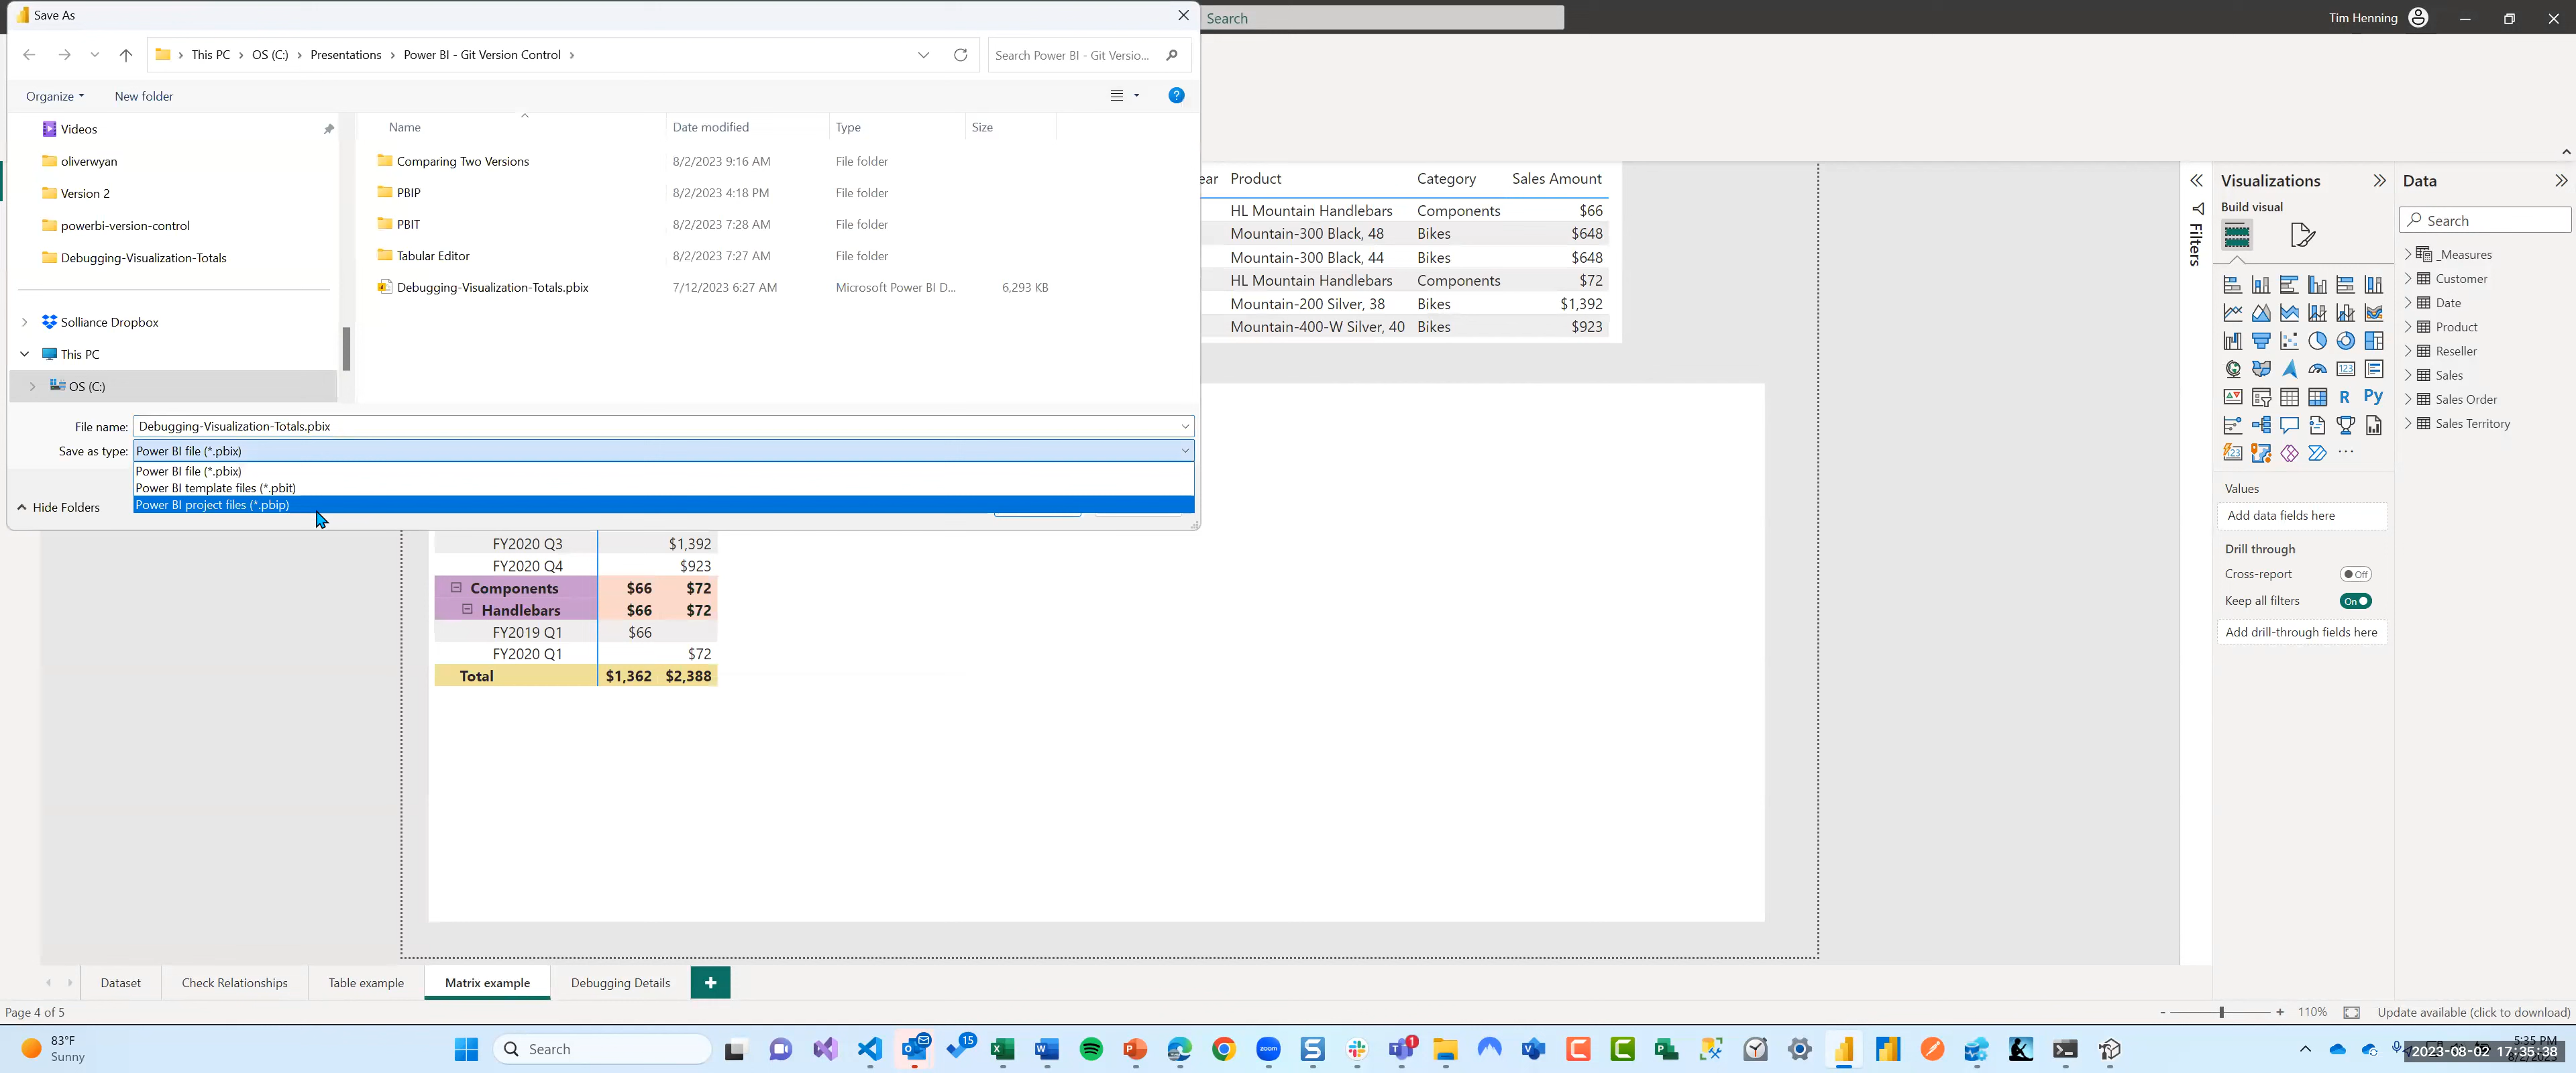 Save As
Search
Tim Henning
This PC › OS (C:) › Presentations › Power BI - Git Version Control ›
Search Power BI - Git Versio...
Organize
New folder
?
Name
Date modified
Type
Size
Videos
oliverwyan
Version 2
powerbi-version-control
Debugging-Visualization-Totals
Solliance Dropbox
This PC
OS (C:)
Comparing Two Versions 8/2/2023 9:16 AM File folder
PBIP 8/2/2023 4:18 PM File folder
PBIT 8/2/2023 7:28 AM File folder
Tabular Editor 8/2/2023 7:27 AM File folder
Debugging-Visualization-Totals.pbix 7/12/2023 6:27 AM Microsoft Power BI D... 6,293 KB
File name: Debugging-Visualization-Totals.pbix
Save as type: Power BI file (*.pbix)
Power BI file (*.pbix)
Power BI template files (*.pbit)
Power BI project files (*.pbip)
Hide Folders
ear Product Category Sales Amount
HL Mountain Handlebars Components $66
Mountain-300 Black, 48 Bikes $648
Mountain-300 Black, 44 Bikes $648
HL Mountain Handlebars Components $72
Mountain-200 Silver, 38 Bikes $1,392
Mountain-400-W Silver, 40 Bikes $923
FY2020 Q3 $1,392
FY2020 Q4 $923
Components $66 $72
Handlebars $66 $72
FY2019 Q1 $66
FY2020 Q1 $72
Total $1,362 $2,388
Filters
Visualizations
Build visual
123
R
Py
123
Values
Add data fields here
Drill through
Cross-report Off
Keep all filters On
Add drill-through fields here
Data
Search
_Measures
Customer
Date
Product
Reseller
Sales
Sales Order
Sales Territory
Dataset
Check Relationships
Table example
Matrix example
Debugging Details
+
Page 4 of 5
- + 110%
Update available (click to download)
83°F
Sunny
Search
15
zoom
1
5:35 PM
2023-08-02 17:35:38